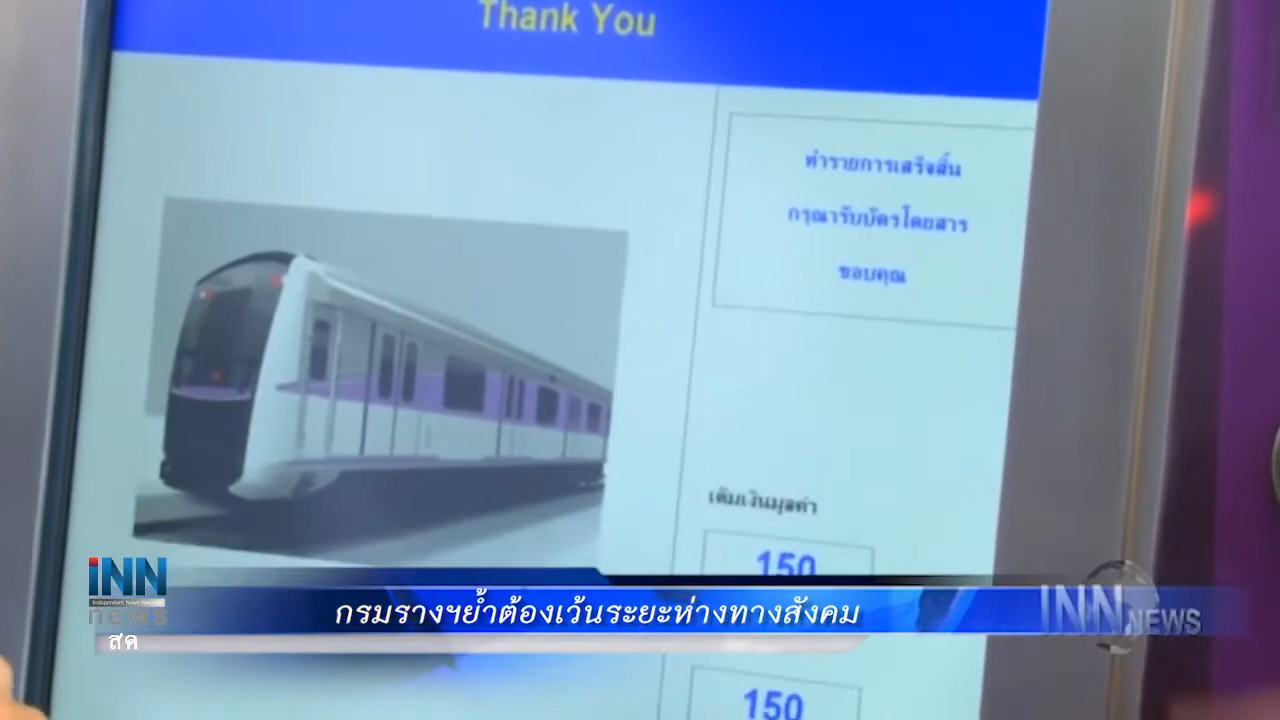 Thank You
ทำรายการเสร็จสิ้น
กรุณารับบัตรโดยสาร
ขอบคุณ
เติมเงินมูลค่า
150
iNN
Independent News Network
news
กรมรางฯย้ำต้องเว้นระยะห่างทางสังคม
INN NEWS
สด
150